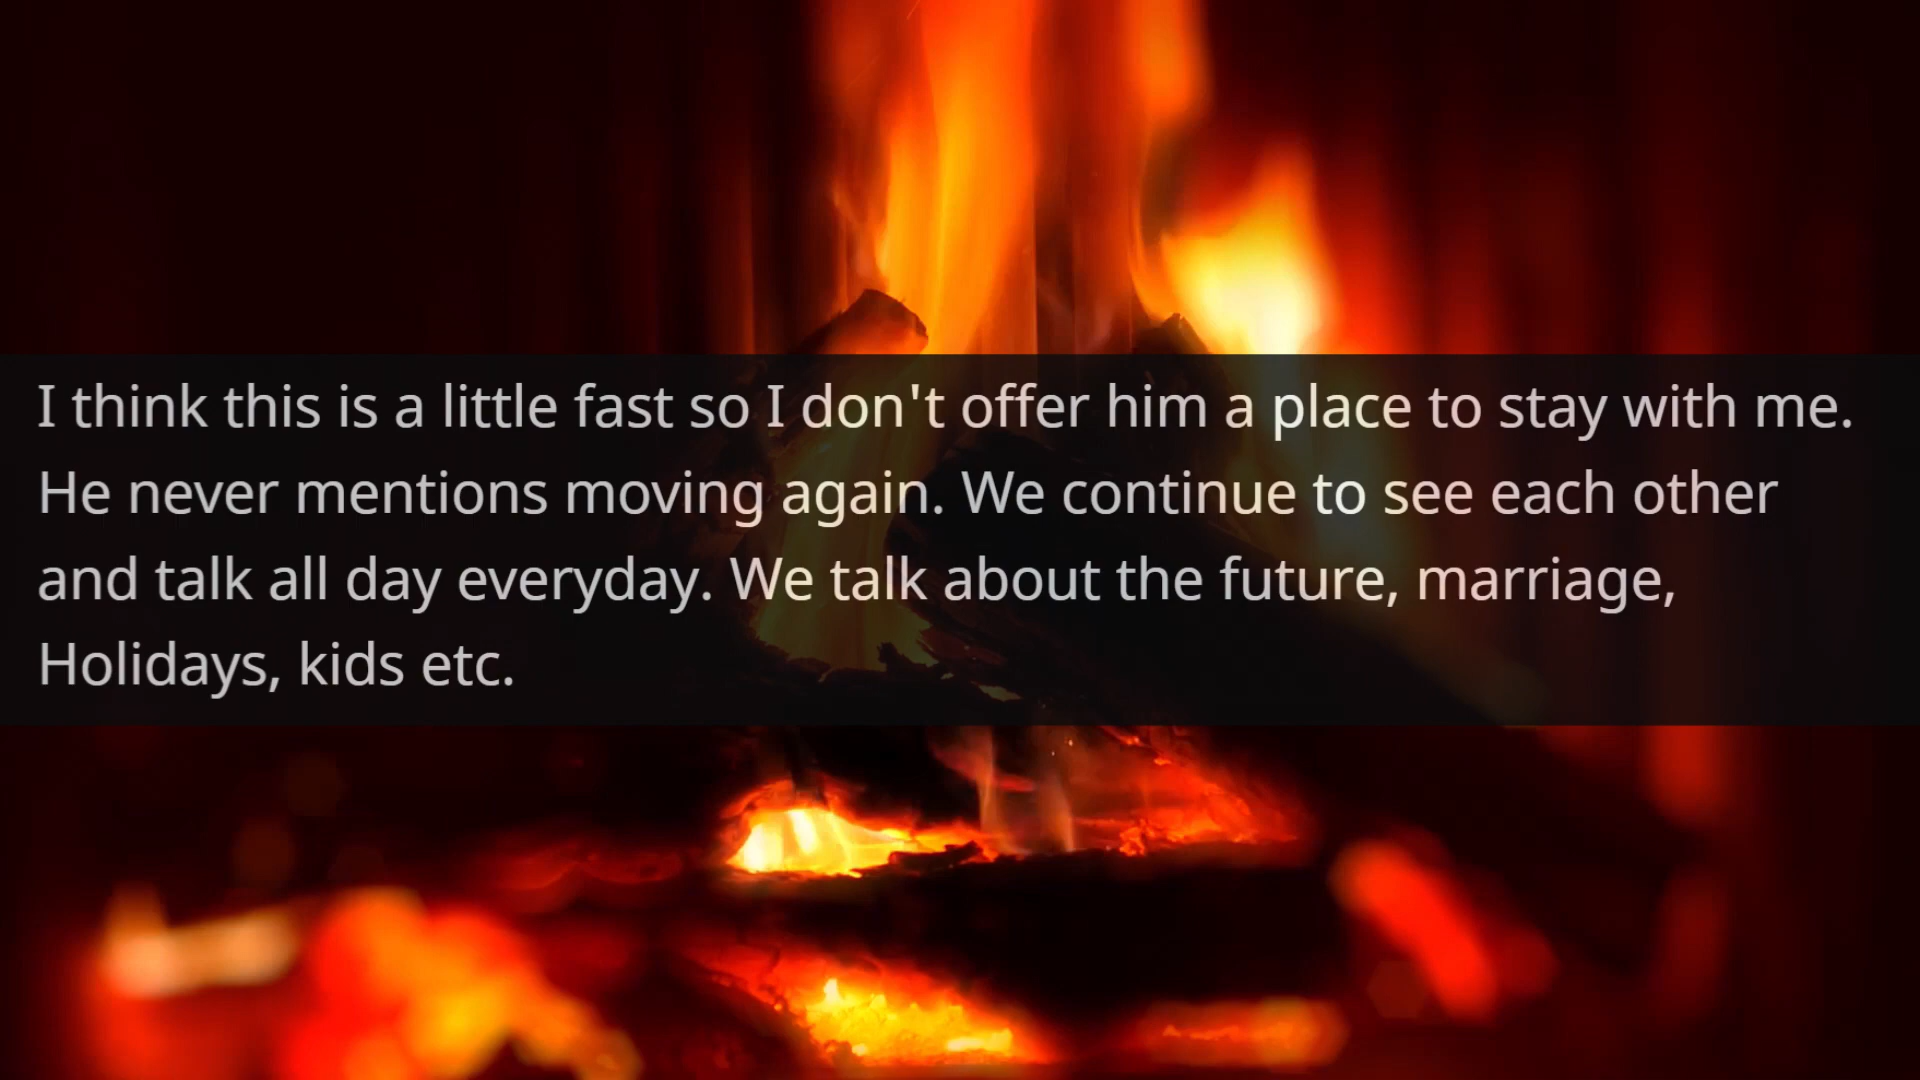 I think this is a little fast so I don't offer him a place to stay with me.
He never mentions moving again. We continue to see each other
and talk all day everyday. We talk about the future, marriage,
Holidays, kids etc.